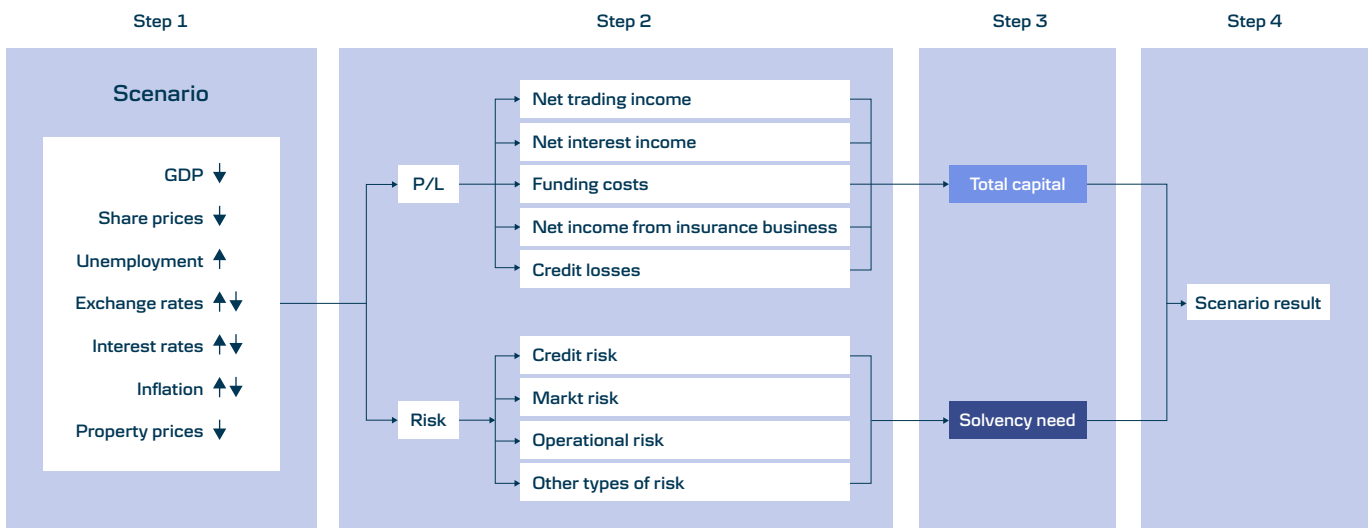 Step 1
Step 2
Step 3
Step 4
Scenario
GDP
Share prices
Unemployment
Exchange rates
Interest rates
Inflation
Property prices
P/L
Net trading income
Net interest income
Funding costs
Net income from insurance business
Credit losses
Risk
Credit risk
Markt risk
Operational risk
Other types of risk
Total capital
Solvency need
Scenario result